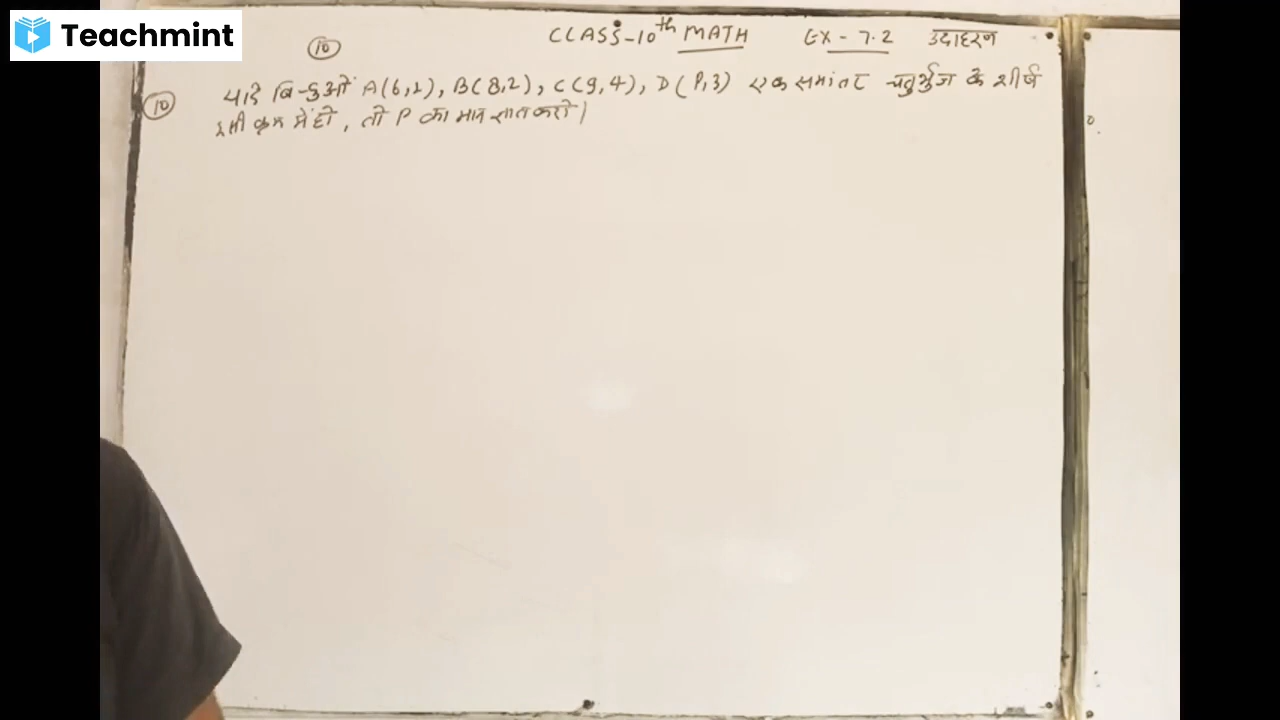 Teachmint
CLASS-10th MATH EX - 7.2 उदाहरण
10
10 यदि बिन्दुओं A(6,1), B(8,2), C(9,4), D(P,3) एक समांतर चतुर्भुज के शीर्ष
इसी क्रम में हो, तो P का मान ज्ञात करो।